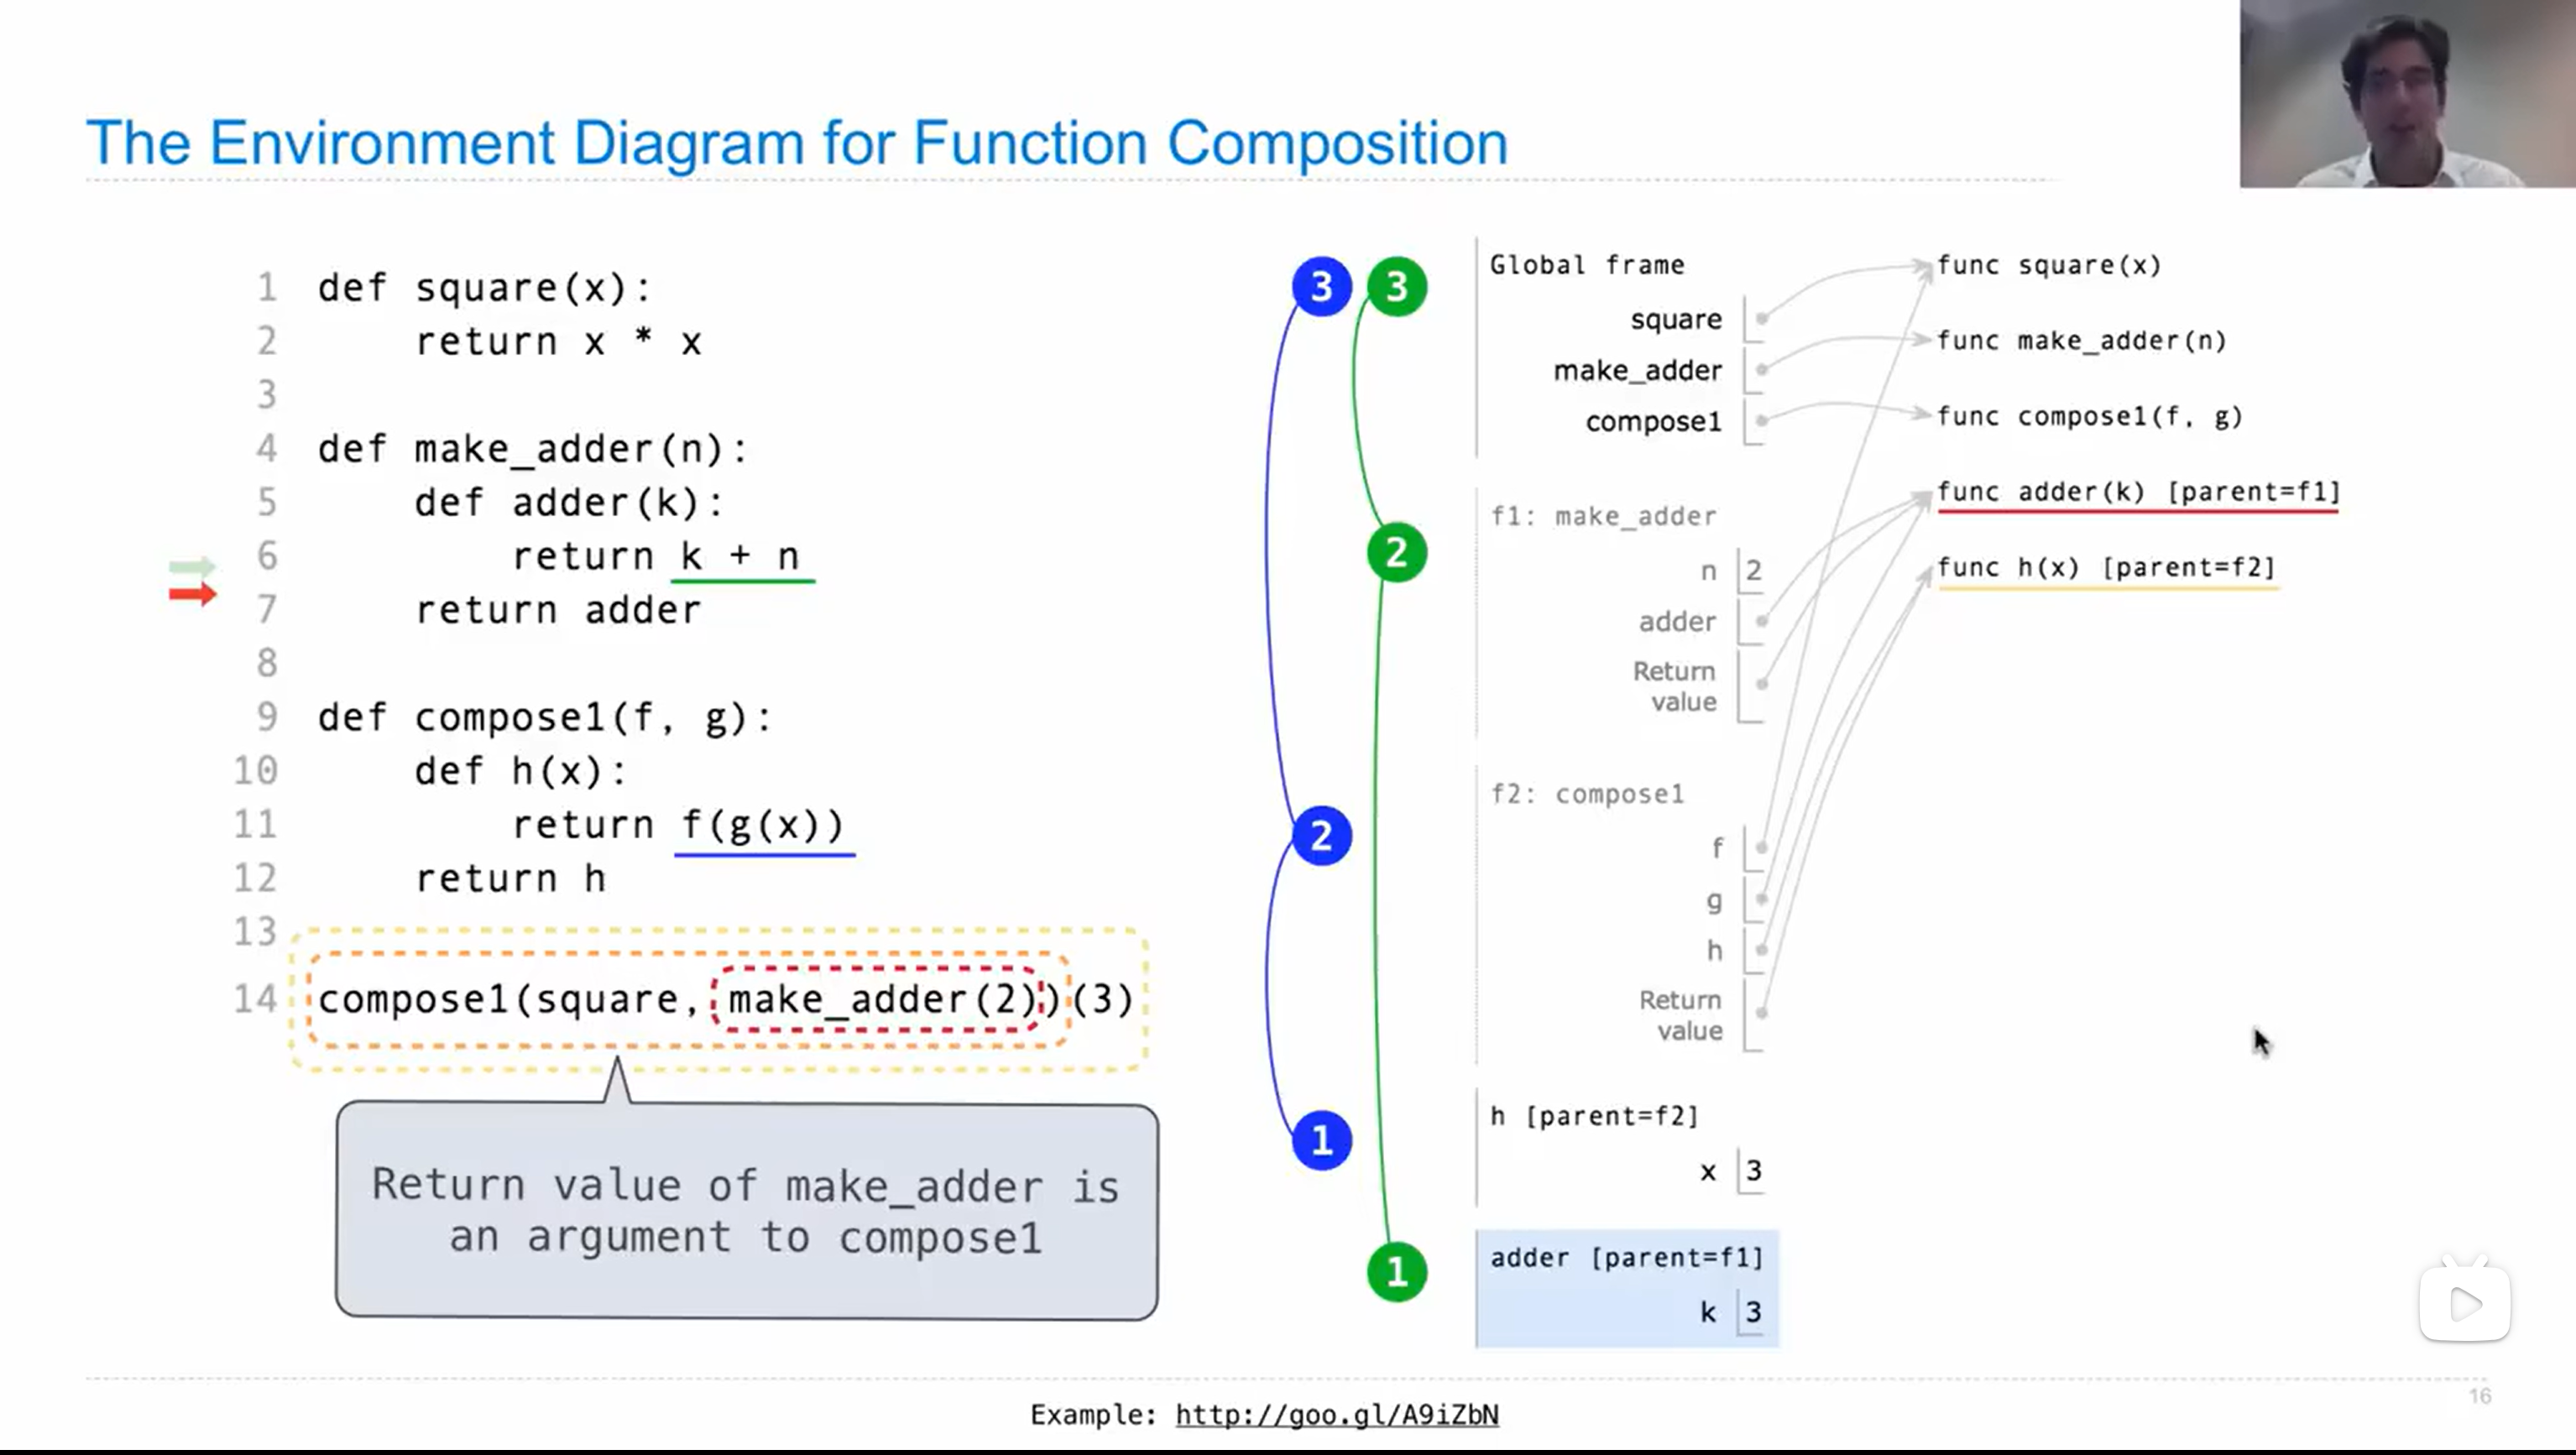 The Environment Diagram for Function Composition
1 def square(x):
2 return x * x
3
4 def make_adder(n):
5 def adder(k):
6 return k + n
7 return adder
8
9 def compose1(f, g):
10 def h(x):
11 return f(g(x))
12 return h
13
14 compose1(square, make_adder(2))(3)
Return value of make_adder is
an argument to compose1
3 3
2
2
1
1
Global frame
square
make_adder
compose1
f1: make_adder
n 2
adder
Return
value
f2: compose1
f
g
h
Return
value
h [parent=f2]
x 3
adder [parent=f1]
k 3
func square(x)
func make_adder(n)
func compose1(f, g)
func adder(k) [parent=f1]
func h(x) [parent=f2]
Example: http://goo.gl/A9iZbN
16